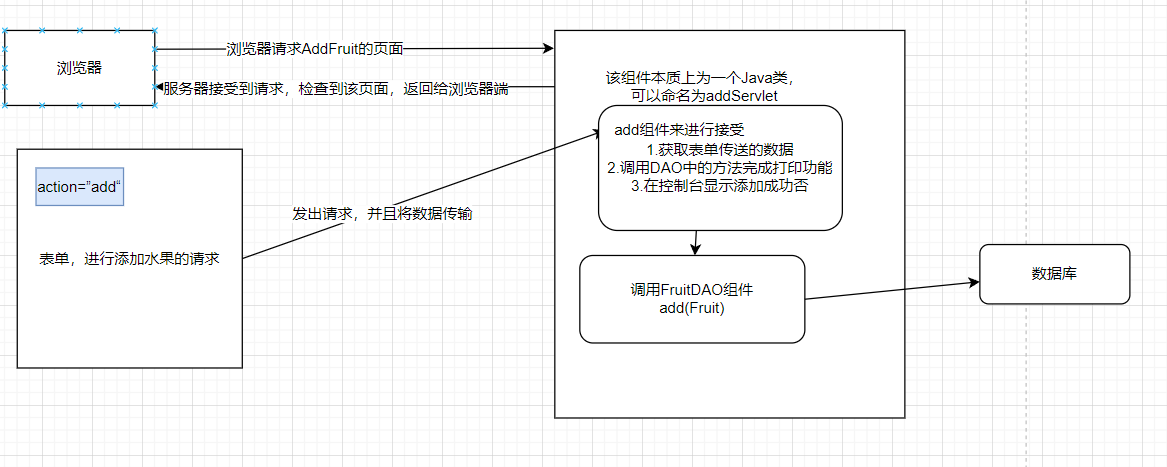 浏览器
浏览器请求AddFruit的页面
服务器接受到请求，检查到该页面，返回给浏览器端
该组件本质上为一个Java类，
可以命名为addServlet
add组件来进行接受
1.获取表单传送的数据
2.调用DAO中的方法完成打印功能
3.在控制台显示添加成功否
action="add“
发出请求，并且将数据传输
表单，进行添加水果的请求
调用FruitDAO组件
add(Fruit)
数据库